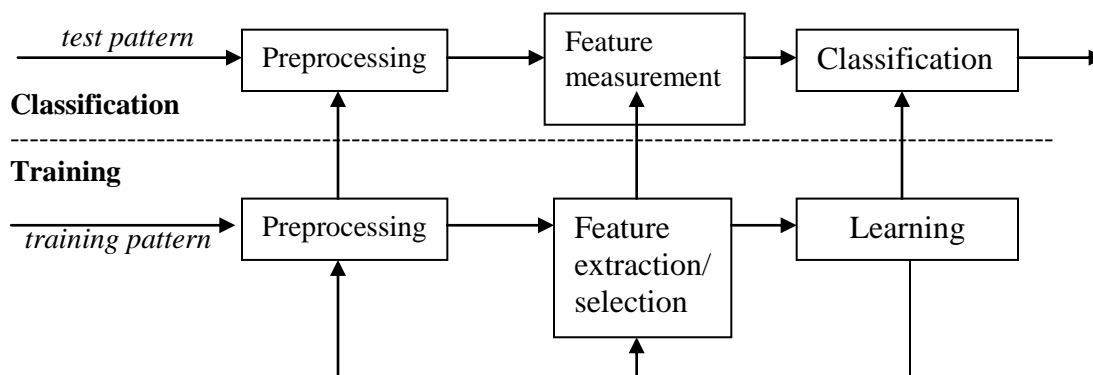 test pattern
Preprocessing
Feature
measurement
Classification
Classification
Training
training pattern
Preprocessing
Feature
extraction/
selection
Learning